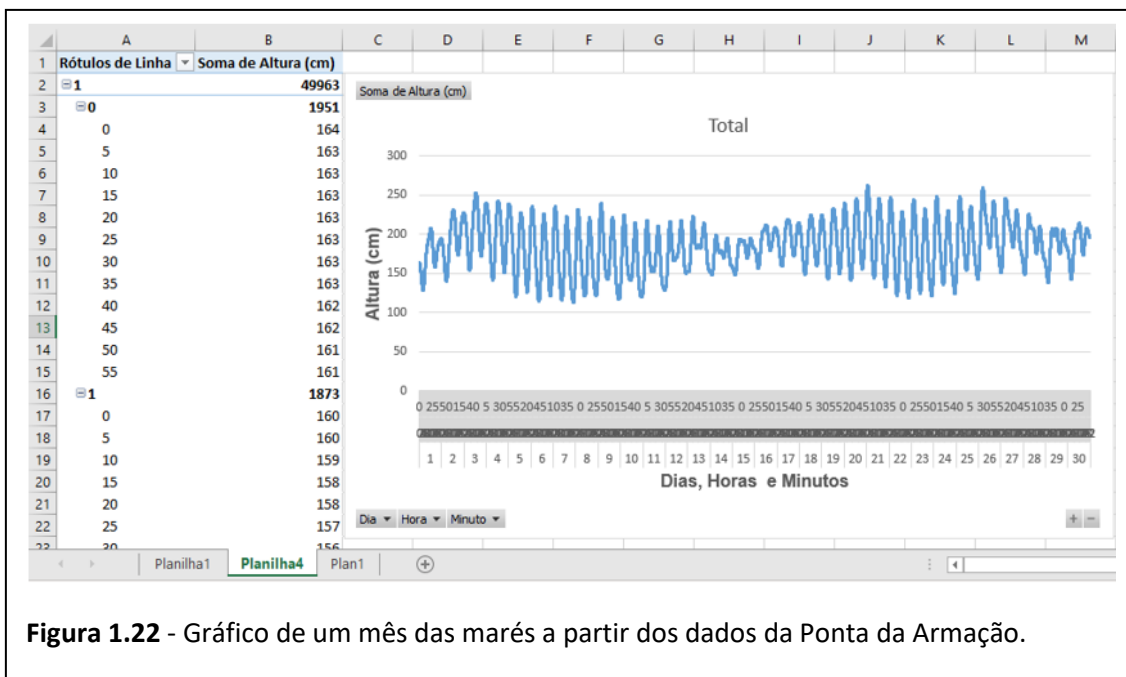 A B C D E F G H I J K L M
1 Rótulos de Linha Soma de Altura (cm)
2 1 49963
3 0 1951
4 0 164
5 5 163
6 10 163
7 15 163
8 20 163
9 25 163
10 30 163
11 35 163
12 40 162
13 45 162
14 50 161
15 55 161
16 1 1873
17 0 160
18 5 160
19 10 159
20 15 158
21 20 158
22 25 157
23 30 156
Soma de Altura (cm)
Total
Altura (cm)
300
250
200
150
100
50
0
0 25501540 5 305520451035 0 25501540 5 305520451035 0 25501540 5 305520451035 0 25501540 5 305520451035 0 25
1 2 3 4 5 6 7 8 9 10 11 12 13 14 15 16 17 18 19 20 21 22 23 24 25 26 27 28 29 30
Dias, Horas e Minutos
Dia Hora Minuto
Planilha1 Planilha4 Plan1
Figura 1.22 - Gráfico de um mês das marés a partir dos dados da Ponta da Armação.